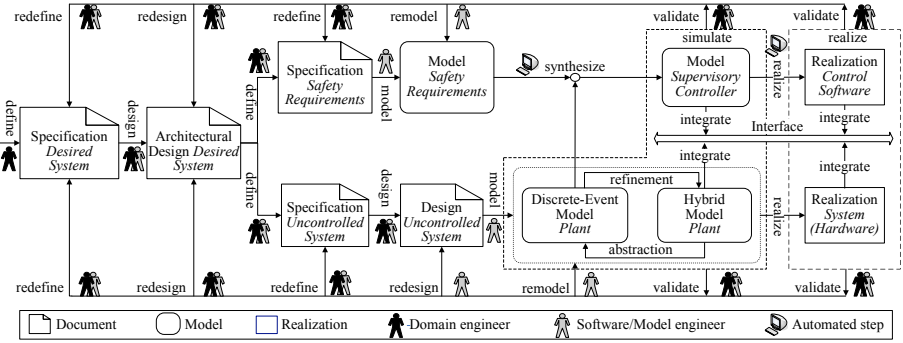 redefine
redesign
redefine
remodel
validate
validate
simulate
realize
define
design
define
model
synthesize
realize
Specification
Desired
System
Architectural
Design Desired
System
Specification
Safety
Requirements
Model
Safety
Requirements
Model
Supervisory
Controller
Realization
Control
Software
integrate
integrate
Interface
integrate
integrate
define
design
model
refinement
realize
Specification
Uncontrolled
System
Design
Uncontrolled
System
Discrete-Event
Model
Plant
Hybrid
Model
Plant
Realization
System
(Hardware)
abstraction
redefine
redesign
redefine
redesign
remodel
validate
validate
Document
Model
Realization
Domain engineer
Software/Model engineer
Automated step